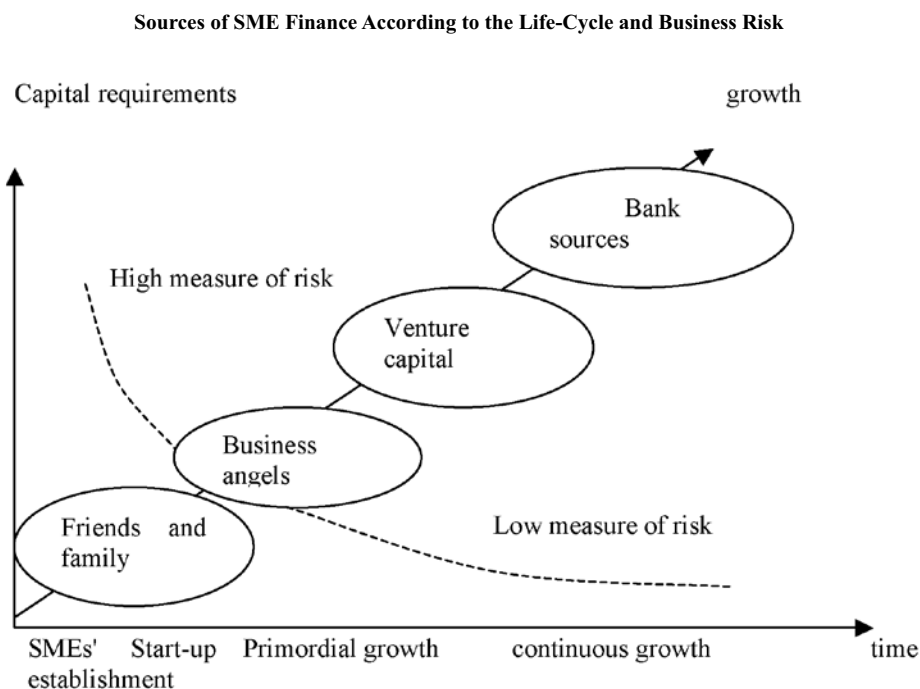 Sources of SME Finance According to the Life-Cycle and Business Risk
Capital requirements
growth
Bank
sources
High measure of risk
Venture
capital
Business
angels
Low measure of risk
Friends and
family
SMEs'
establishment
Start-up
Primordial growth
continuous growth
time